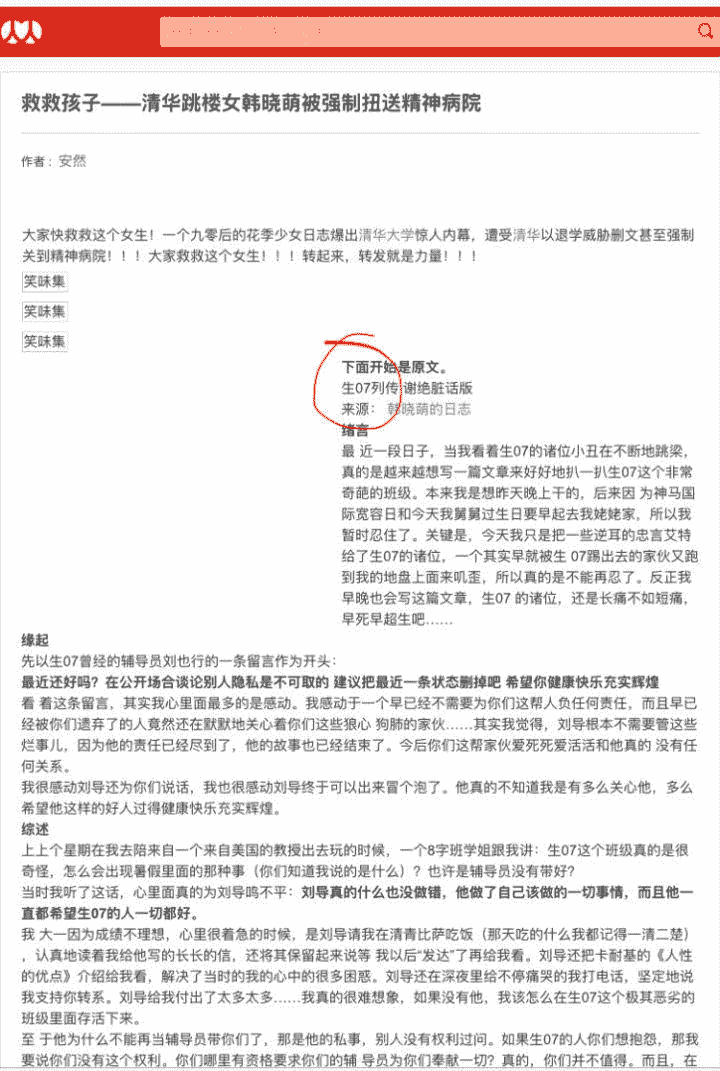 救救孩子——清华跳楼女韩晓萌被强制扭送精神病院
作者：安然
大家快救救这个女生！一个九零后的花季少女日志爆出清华大学惊人内幕，遭受清华以退学威胁删文甚至强制
关到精神病院！！！大家救救这个女生！！！转起来，转发就是力量！！！
笑味集
笑味集
笑味集
下面开始是原文。
生07列传 谢绝脏话版
来源： 韩晓萌的日志
绪言
最 近一段日子，当我看着生07的诸位小丑在不断地跳梁，
真的是越来越想写一篇文章来好好地扒一扒生07这个非常
奇葩的班级。本来我是想昨天晚上干的，后来因 为神马国
际宽容日和今天我舅舅过生日要早起去我姥姥家，所以我
暂时忍住了。关键是，今天我只是把一些逆耳的忠言艾特
给了生07的诸位，一个其实早就被生 07踢出去的家伙又跑
到我的地盘上面来叽歪，所以真的是不能再忍了。反正我
早晚也会写这篇文章，生07 的诸位，还是长痛不如短痛，
早死早超生吧……
缘起
先以生07曾经的辅导员刘也行的一条留言作为开头：
最近还好吗？在公开场合谈论别人隐私是不可取的 建议把最近一条状态删掉吧 希望你健康快乐充实辉煌
看 着这条留言，其实我心里面最多的是感动。我感动于一个早已经不需要为你们这帮人负任何责任，而且早已
经被你们遗弃了的人竟然还在默默地关心着你们这些狼心 狗肺的家伙……其实我觉得，刘导根本不需要管这些
烂事儿，因为他的责任已经尽到了，他的故事也已经结束了。今后你们这帮家伙爱死死爱活活和他真的 没有任
何关系。
我很感动刘导还为你们说话，我也很感动刘导终于可以出来冒个泡了。他真的不知道我是有多么关心他，多么
希望他这样的好人过得健康快乐充实辉煌。
综述
上上个星期在我去陪来自一个来自美国的教授出去玩的时候，一个8字班学姐跟我讲：生07这个班级真的是很
奇怪，怎么会出现暑假里面的那种事（你们知道我说的是什么）？也许是辅导员没有带好？
当时我听了这话，心里面真的为刘导鸣不平：刘导真的什么也没做错，他做了自己该做的一切事情，而且他一
直都希望生07的人一切都好。
我 大一因为成绩不理想，心里很着急的时候，是刘导请我在清青比萨吃饭（那天吃的什么我都记得一清二楚）
，认真地读着我给他写的长长的信，还将其保留起来说等 我以后“发达”了再给我看。刘导还把卡耐基的《人性
的优点》介绍给我看，解决了当时的我的心中的很多困惑。刘导还在深夜里给不停痛哭的我打电话，坚定地说
我支持你转系。刘导给我付出了太多太多……我真的很难想象，如果没有他，我该怎么在生07这个极其恶劣的
班级里面存活下来。
至 于他为什么不能再当辅导员带你们了，那是他的私事，别人没有权利过问。如果生07的人你们想抱怨，那我
要说你们没有这个权利。你们哪里有资格要求你们的辅 导员为你们奉献一切？真的，你们并不值得。而且，在